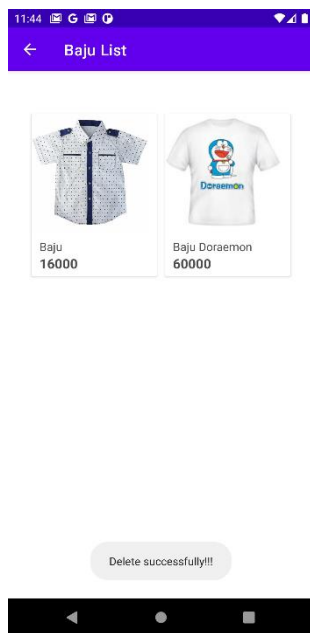 11:44
Baju List
Doraemon
Baju
16000
Baju Doraemon
60000
Delete successfully!!!